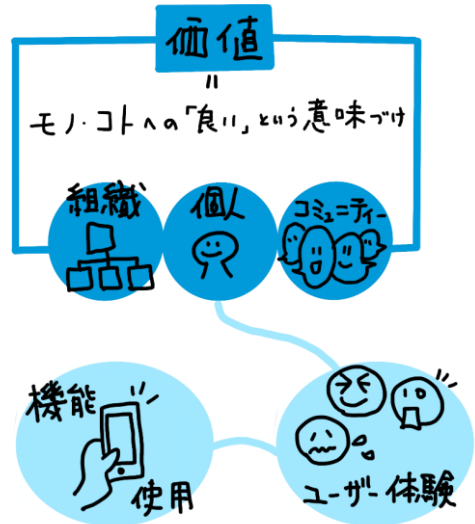 価値
=
モノ・コトへの「良い」という意味づけ
組織
個人
コミュニティー
機能
使用
ユーザー体験